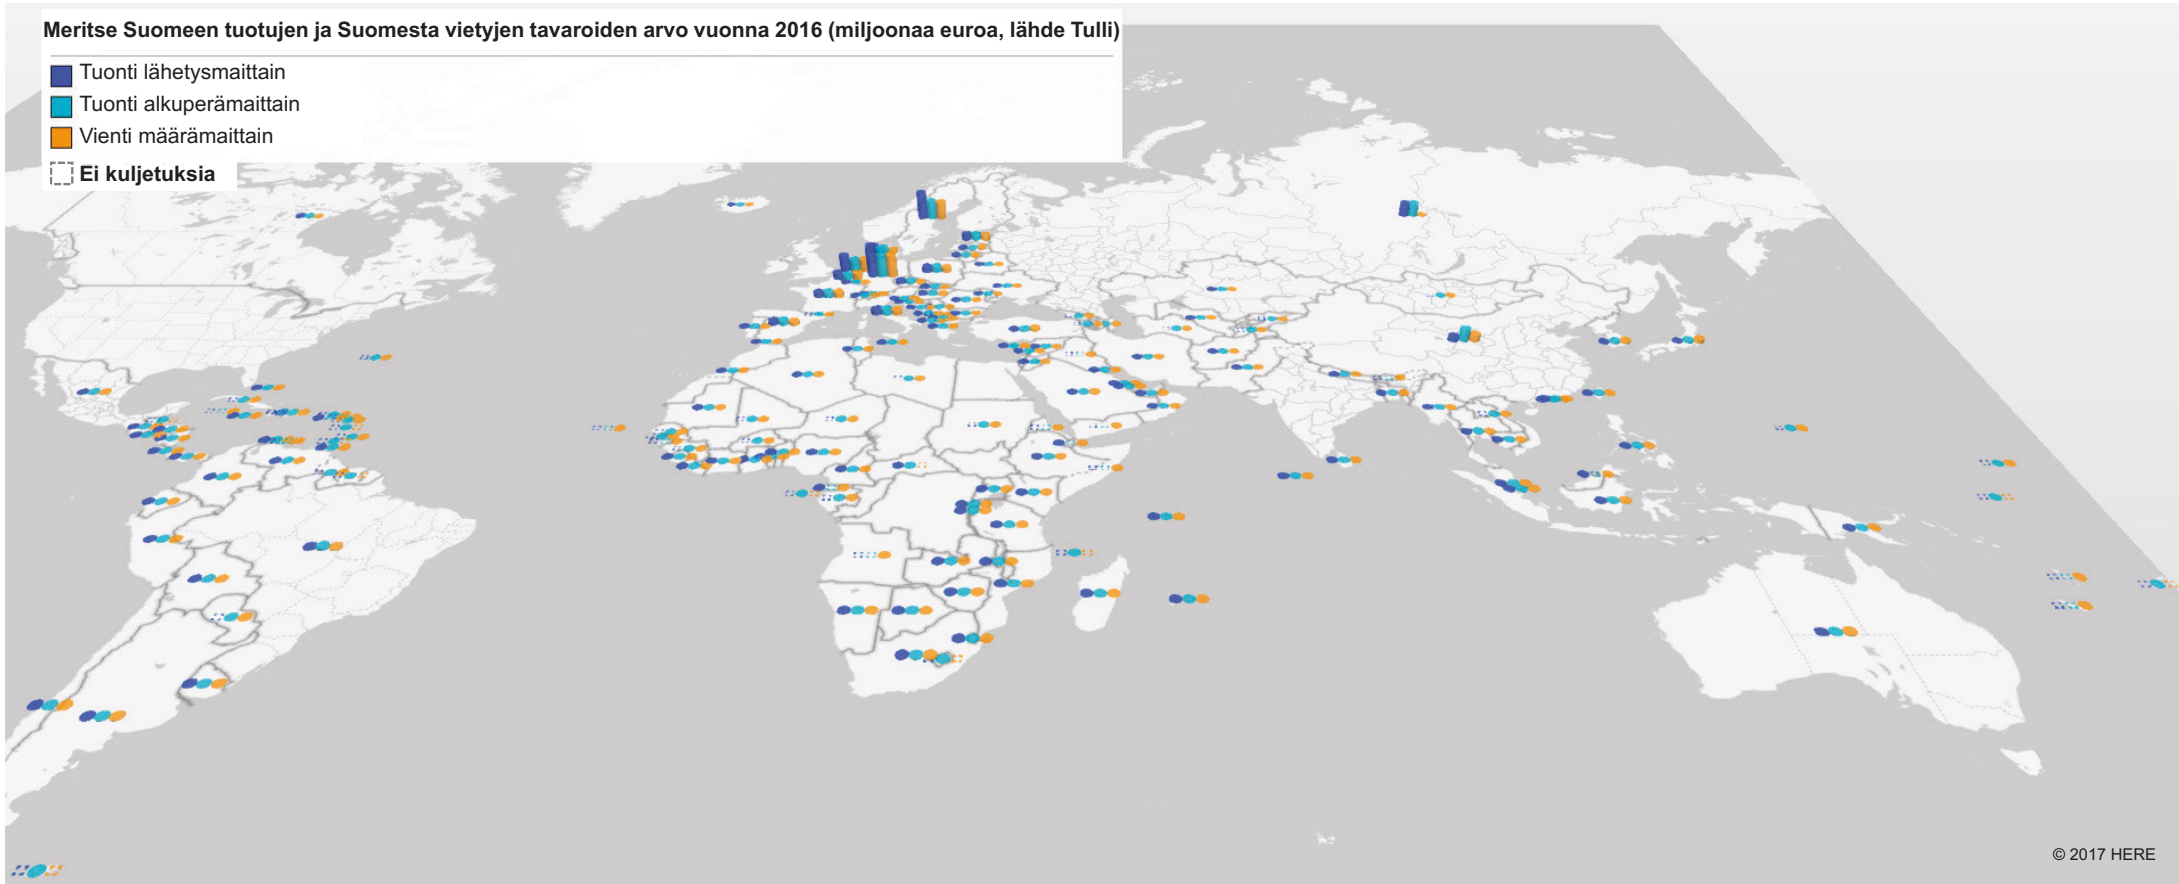 Meritse Suomeen tuotujen ja Suomesta vietyjen tavaroiden arvo vuonna 2016 (miljoonaa euroa, lähde Tulli)
Tuonti lähetysmaittain
Tuonti alkuperämaittain
Vienti määrämaittain
Ei kuljetuksia
© 2017 HERE